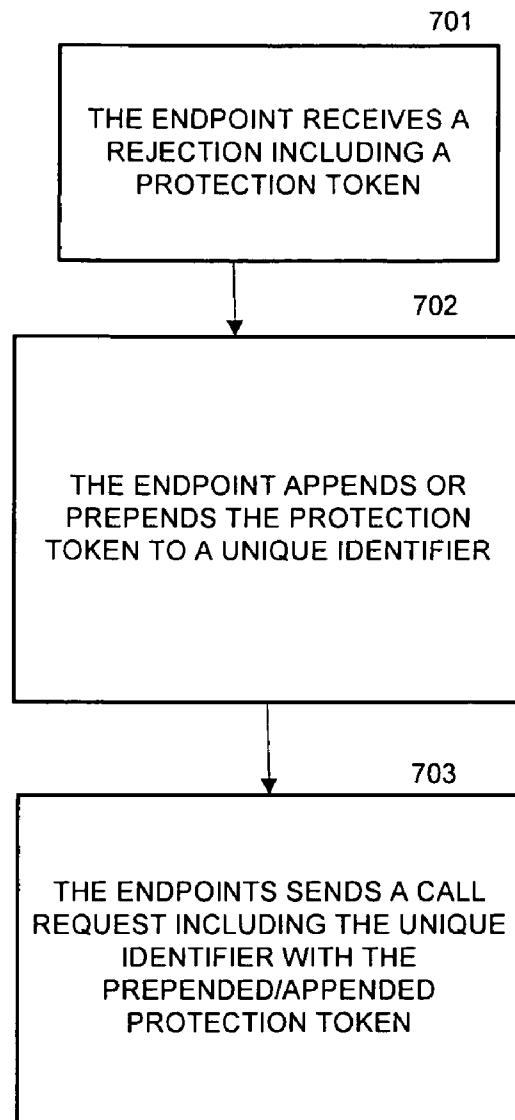 701
THE ENDPOINT RECEIVES A
REJECTION INCLUDING A
PROTECTION TOKEN
702
THE ENDPOINT APPENDS OR
PREPENDS THE PROTECTION
TOKEN TO A UNIQUE IDENTIFIER
703
THE ENDPOINTS SENDS A CALL
REQUEST INCLUDING THE UNIQUE
IDENTIFIER WITH THE
PREPENDED/APPENDED
PROTECTION TOKEN